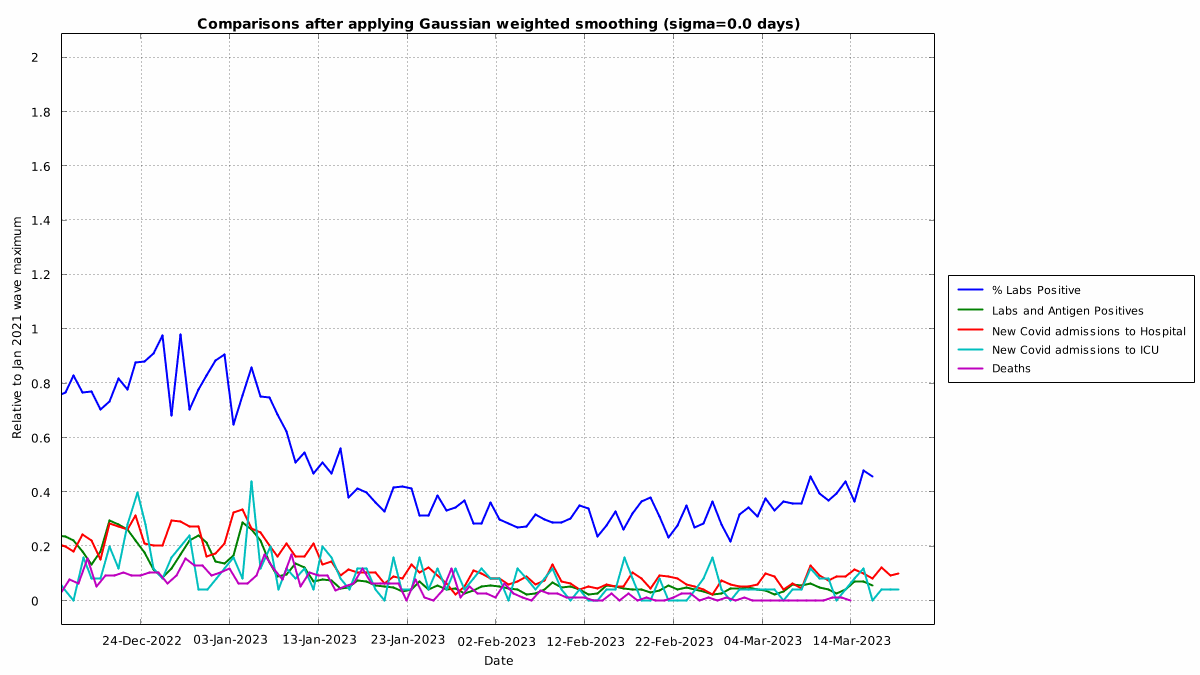 Comparisons after applying Gaussian weighted smoothing (sigma=0.0 days)
Relative to Jan 2021 wave maximum
2
1.8
1.6
1.4
1.2
1
0.8
0.6
0.4
0.2
0
24-Dec-2022
03-Jan-2023
13-Jan-2023
23-Jan-2023
02-Feb-2023
12-Feb-2023
22-Feb-2023
04-Mar-2023
14-Mar-2023
Date
% Labs Positive
Labs and Antigen Positives
New Covid admissions to Hospital
New Covid admissions to ICU
Deaths